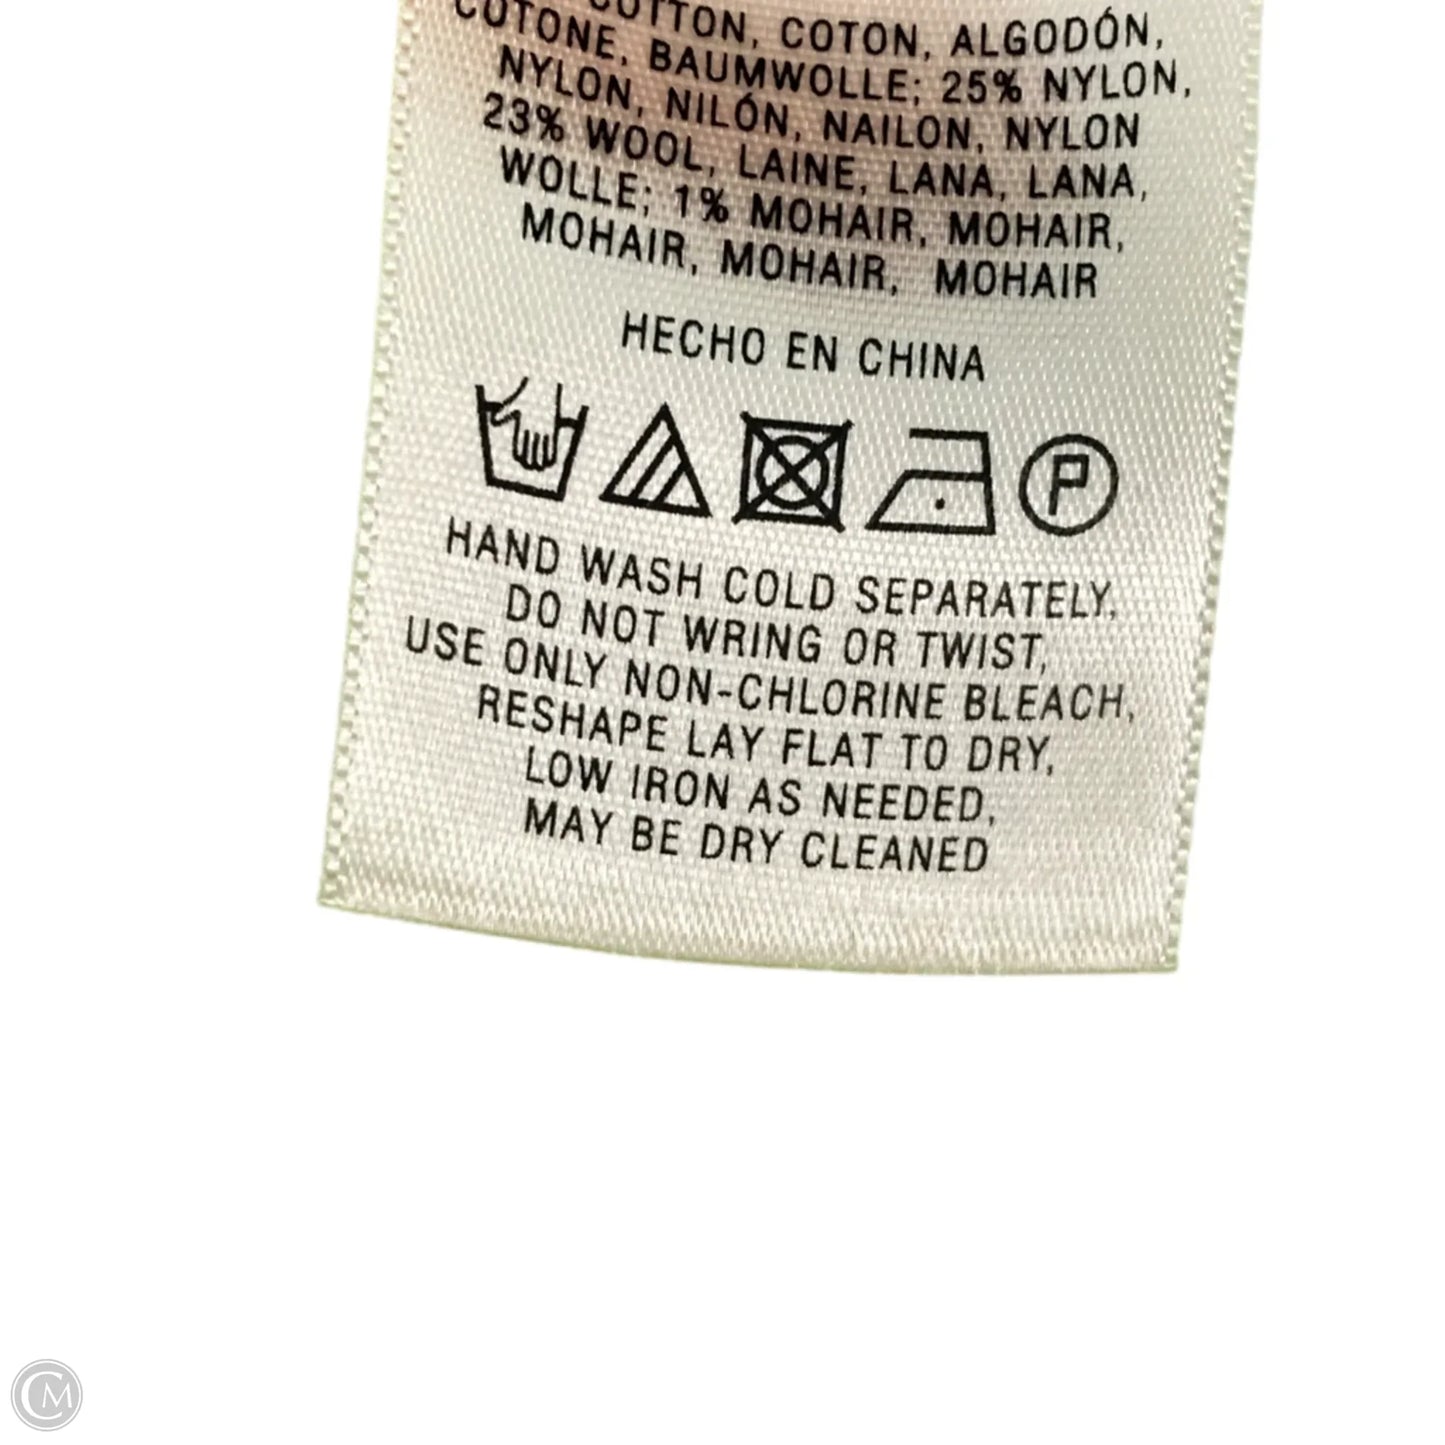 COTTON, COTON, ALGODÓN,
COTONE, BAUMWOLLE; 25% NYLON,
NYLON, NILÓN, NAILON, NYLON
23% WOOL, LAINE, LANA, LANA,
WOLLE; 1% MOHAIR, MOHAIR,
MOHAIR, MOHAIR, MOHAIR
HECHO EN CHINA
P
HAND WASH COLD SEPARATELY,
DO NOT WRING OR TWIST,
USE ONLY NON-CHLORINE BLEACH,
RESHAPE LAY FLAT TO DRY,
LOW IRON AS NEEDED,
MAY BE DRY CLEANED
CM